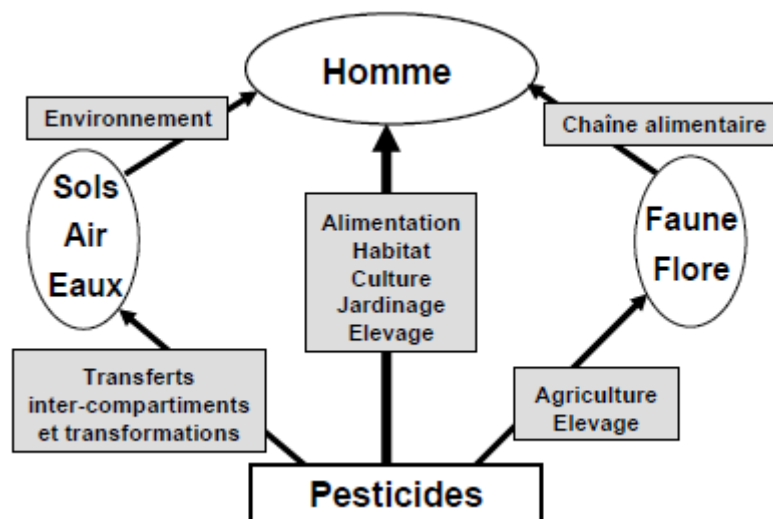 Homme
Environnement
Chaîne alimentaire
Sols
Air
Eaux
Alimentation
Habitat
Culture
Jardinage
Elevage
Faune
Flore
Transferts
inter-compartiments
et transformations
Agriculture
Elevage
Pesticides